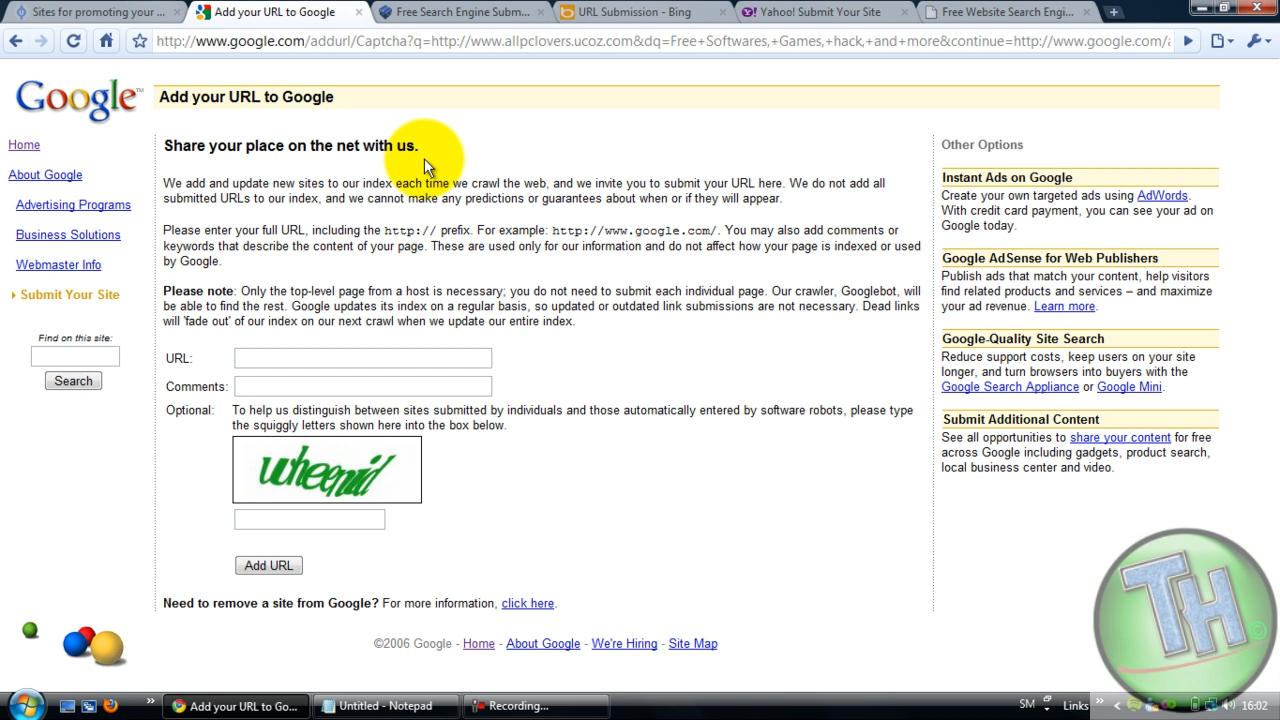 Sites for promoting your ...
Add your URL to Google
Free Search Engine Subm...
URL Submission - Bing
Yahoo! Submit Your Site
Free Website Search Engi...
http://www.google.com/addurl/Captcha?q=http://www.allpclovers.ucoz.com&dq=Free+Softwares,+Games,+hack,+and+more&continue=http://www.google.com/a
Google™
Add your URL to Google
Home
About Google
Advertising Programs
Business Solutions
Webmaster Info
Submit Your Site
Find on this site:
Search
Share your place on the net with us.
We add and update new sites to our index each time we crawl the web, and we invite you to submit your URL here. We do not add all
submitted URLs to our index, and we cannot make any predictions or guarantees about when or if they will appear.
Please enter your full URL, including the http:// prefix. For example: http://www.google.com/. You may also add comments or
keywords that describe the content of your page. These are used only for our information and do not affect how your page is indexed or used
by Google.
Please note: Only the top-level page from a host is necessary; you do not need to submit each individual page. Our crawler, Googlebot, will
be able to find the rest. Google updates its index on a regular basis, so updated or outdated link submissions are not necessary. Dead links
will 'fade out' of our index on our next crawl when we update our entire index.
URL:
Comments:
Optional: To help us distinguish between sites submitted by individuals and those automatically entered by software robots, please type
the squiggly letters shown here into the box below.
Add URL
Need to remove a site from Google? For more information, click here.
©2006 Google - Home - About Google - We're Hiring - Site Map
Other Options
Instant Ads on Google
Create your own targeted ads using AdWords.
With credit card payment, you can see your ad on
Google today.
Google AdSense for Web Publishers
Publish ads that match your content, help visitors
find related products and services – and maximize
your ad revenue. Learn more.
Google-Quality Site Search
Reduce support costs, keep users on your site
longer, and turn browsers into buyers with the
Google Search Appliance or Google Mini.
Submit Additional Content
See all opportunities to share your content for free
across Google including gadgets, product search,
local business center and video.
TH
©
Add your URL to Go...
Untitled - Notepad
Recording...
SM
Links
16:02